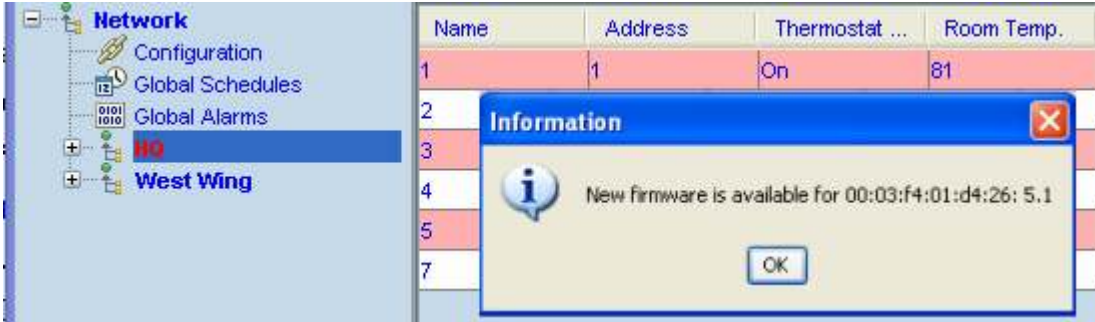 Network
Configuration
Global Schedules
Global Alarms
HQ
West Wing
Name Address Thermostat ... Room Temp.
1 1 On 81
2
3
4
5
7
Information
New firmware is available for 00:03:f4:01:d4:26: 5.1
OK